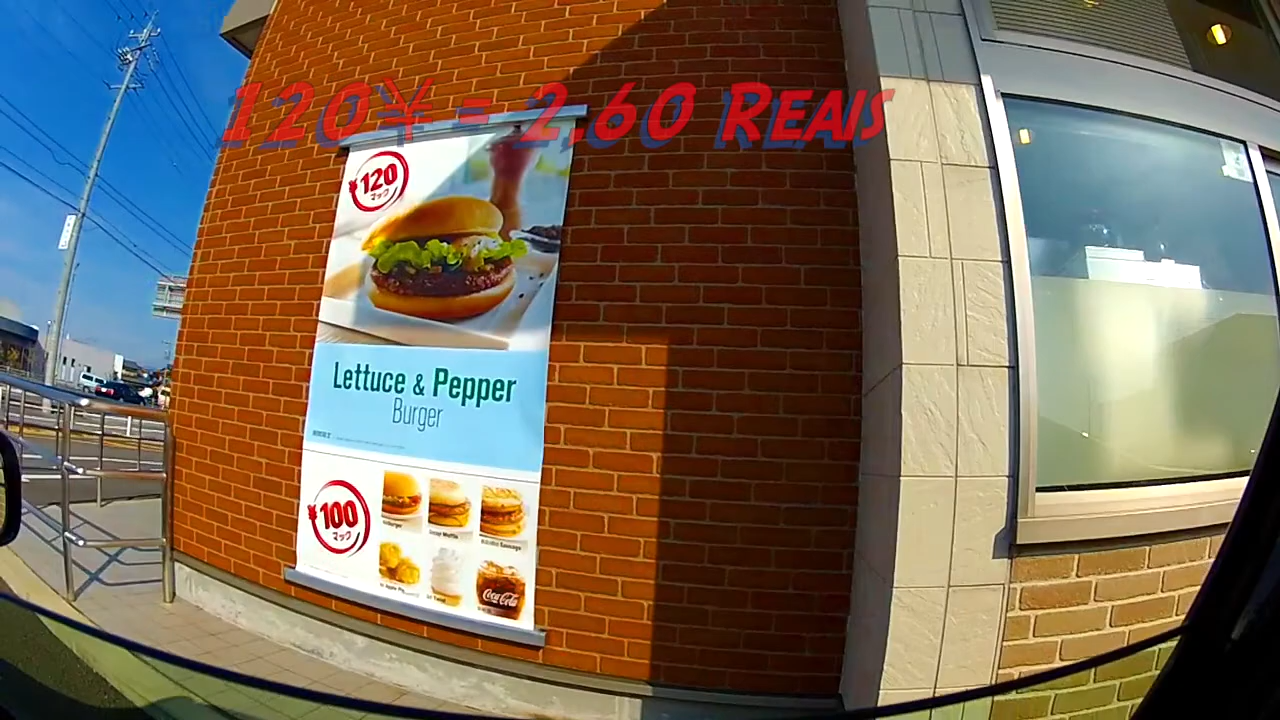 120¥ = 2,60 REAIS
¥120
マック
Lettuce & Pepper
Burger
¥100
マック
Coca-Cola